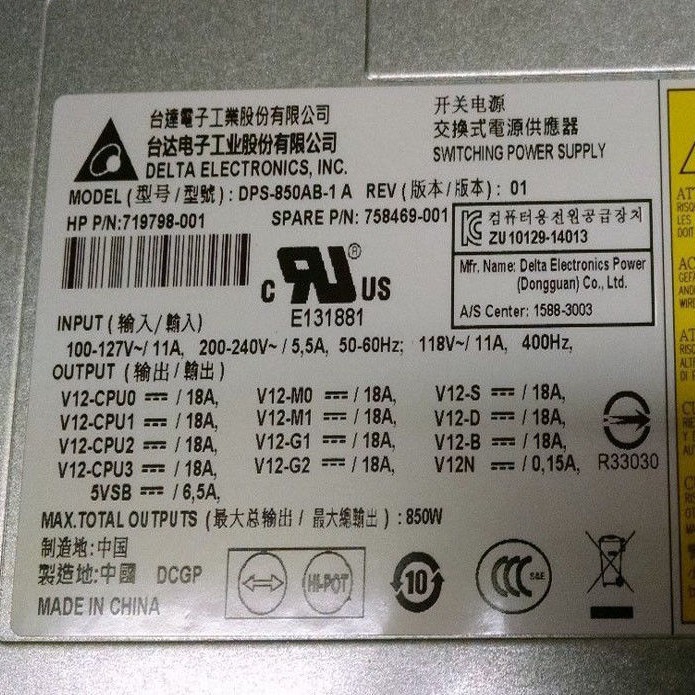 台達電子工業股份有限公司
台达电子工业股份有限公司
DELTA ELECTRONICS, INC.
开关电源
交換式電源供應器
SWITCHING POWER SUPPLY
MODEL (型号/型號): DPS-850AB-1 A REV (版本/版本): 01
HP P/N:719798-001 SPARE P/N: 758469-001
컴퓨터용전원공급장치
ZU10129-14013
Mfr. Name: Delta Electronics Power
(Dongguan) Co., Ltd.
A/S Center: 1588-3003
C RU® US
E131881
INPUT (输入/輸入)
100-127V~/ 11A, 200-240V~ / 5,5A, 50-60Hz; 118V~/ 11A, 400Hz,
OUTPUT (输出/輸出)
V12-CPU0 ⎓ / 18A, V12-M0 ⎓ / 18A, V12-S ⎓ / 18A,
V12-CPU1 ⎓ / 18A, V12-M1 ⎓ / 18A, V12-D ⎓ / 18A,
V12-CPU2 ⎓ / 18A, V12-G1 ⎓ / 18A, V12-B ⎓ / 18A,
V12-CPU3 ⎓ / 18A, V12-G2 ⎓ / 18A, V12N ⎓ / 0,15A,
5VSB ⎓ / 6,5A,
R33030
MAX.TOTAL OUTPUTS (最大总输出 / 最大總輸出) : 850W
制造地:中国
製造地:中國 DCGP
MADE IN CHINA
HI-POT
10
CCC S&E